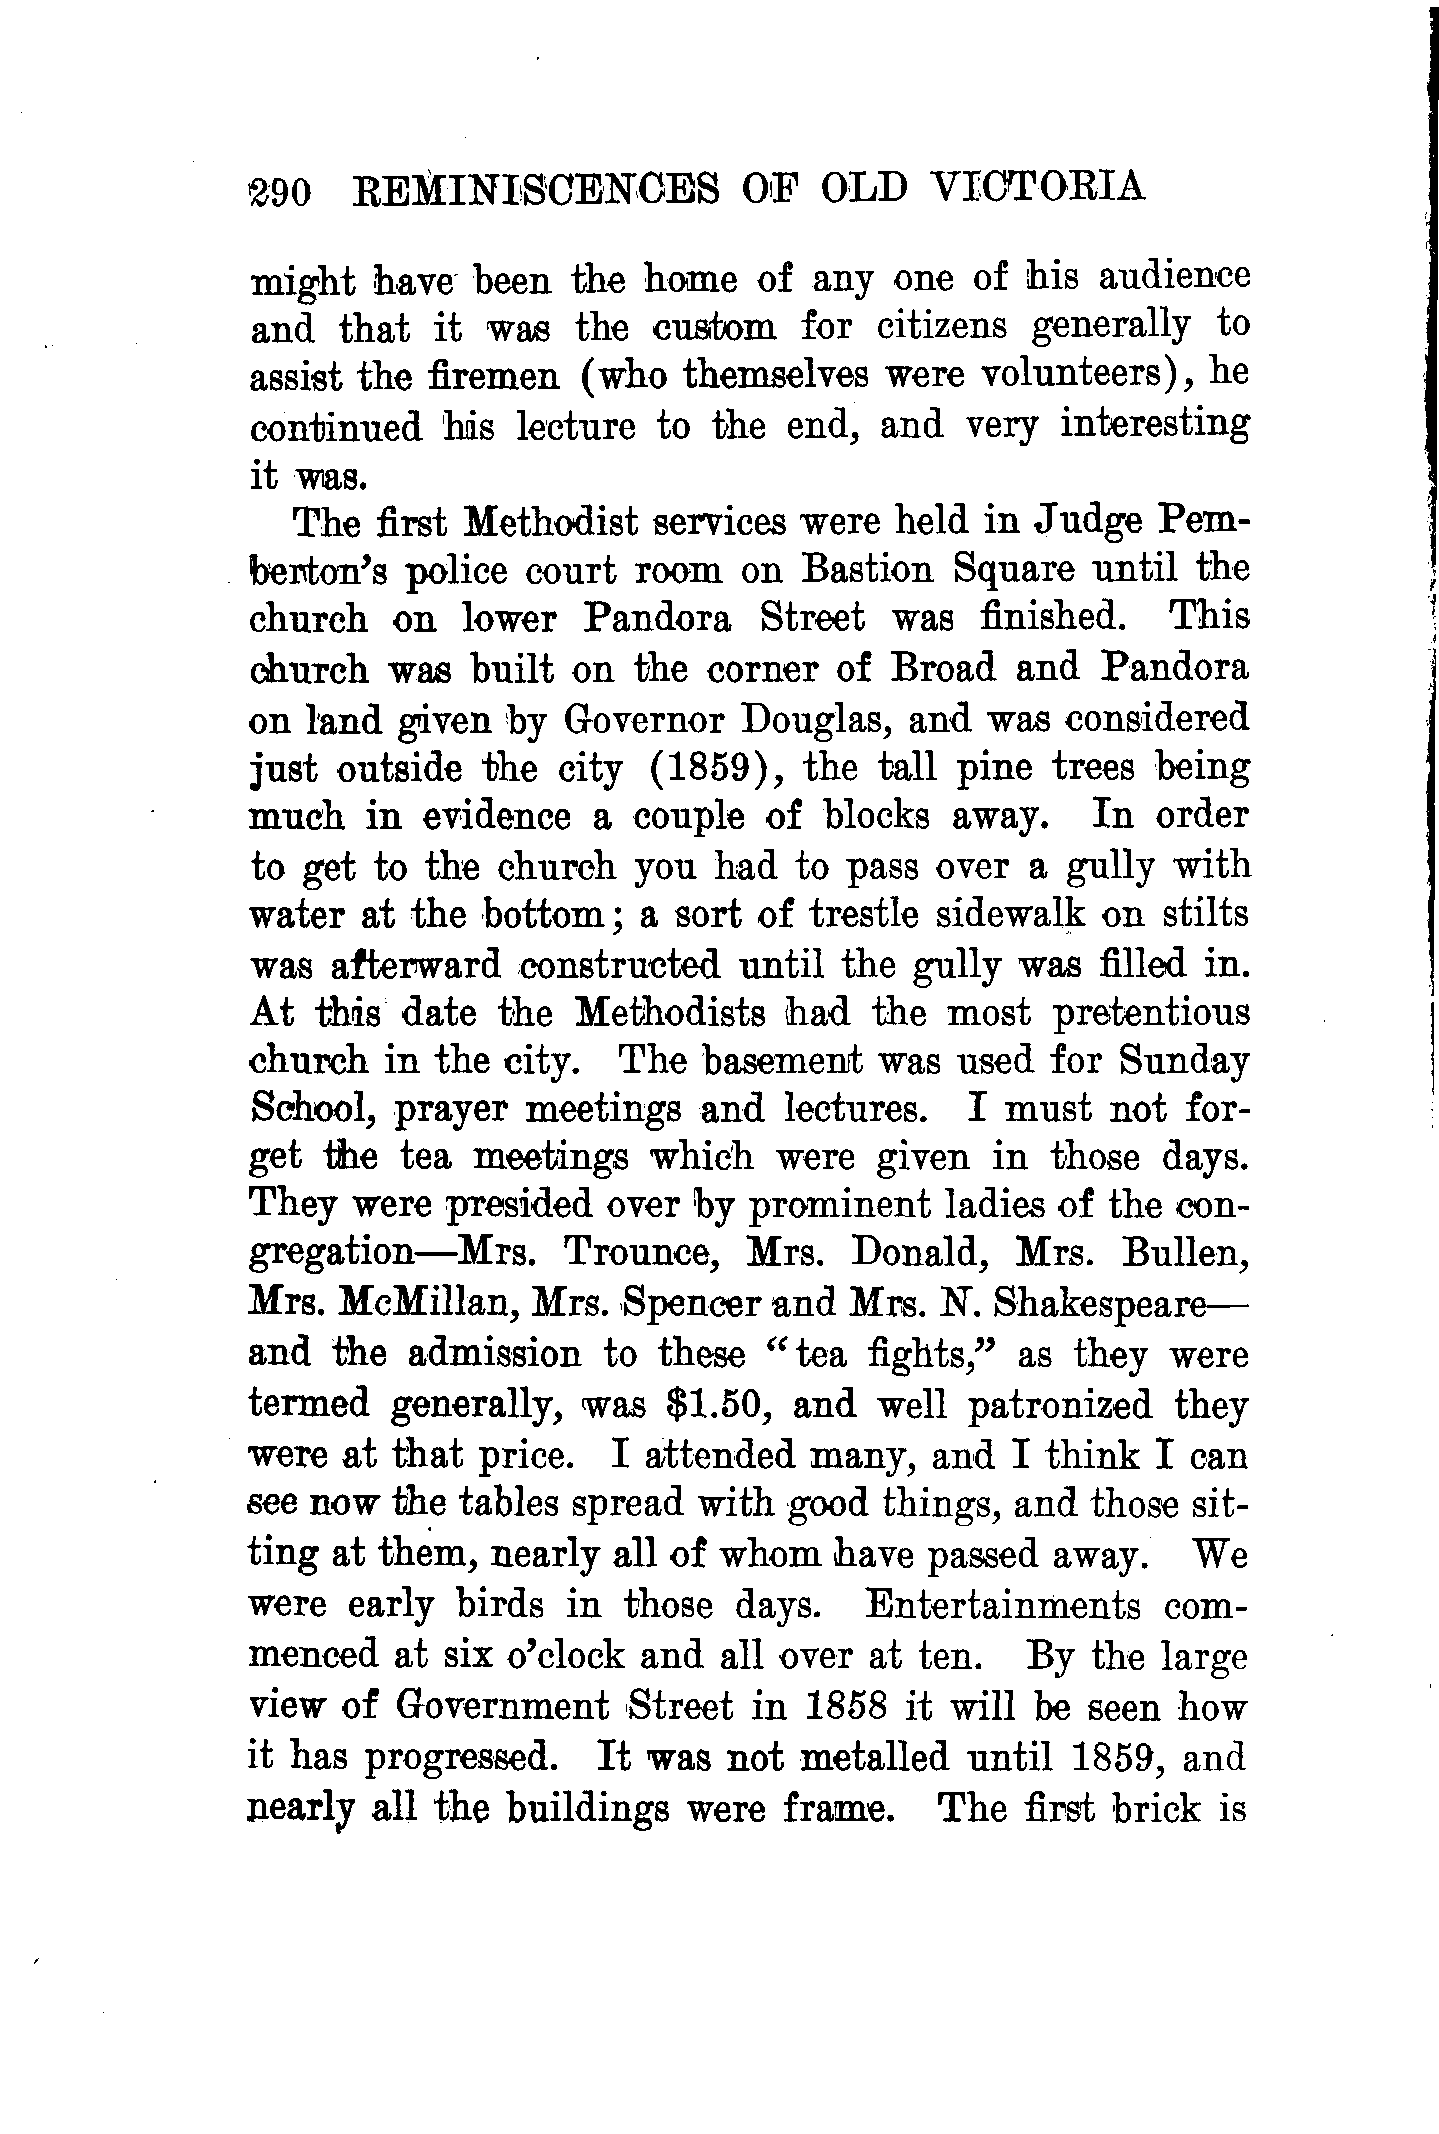 290 REMINISCENCES OF OLD VICTORIA
might have been the home of any one of his audience
and that it was the custom for citizens generally to
assist the firemen (who themselves were volunteers), he
continued his lecture to the end, and very interesting
it was.
The first Methodist services were held in Judge Pem-
berton's police court room on Bastion Square until the
church on lower Pandora Street was finished. This
church was built on the corner of Broad and Pandora
on land given by Governor Douglas, and was considered
just outside the city (1859), the tall pine trees being
much in evidence a couple of blocks away. In order
to get to the church you had to pass over a gully with
water at the bottom; a sort of trestle sidewalk on stilts
was afterward constructed until the gully was filled in.
At this date the Methodists had the most pretentious
church in the city. The basement was used for Sunday
School, prayer meetings and lectures. I must not for-
get the tea meetings which were given in those days.
They were presided over by prominent ladies of the con-
gregation—Mrs. Trounce, Mrs. Donald, Mrs. Bullen,
Mrs. McMillan, Mrs. Spencer and Mrs. N. Shakespeare—
and the admission to these "tea fights," as they were
termed generally, was $1.50, and well patronized they
were at that price. I attended many, and I think I can
see now the tables spread with good things, and those sit-
ting at them, nearly all of whom have passed away. We
were early birds in those days. Entertainments com-
menced at six o'clock and all over at ten. By the large
view of Government Street in 1858 it will be seen how
it has progressed. It was not metalled until 1859, and
nearly all the buildings were frame. The first brick is